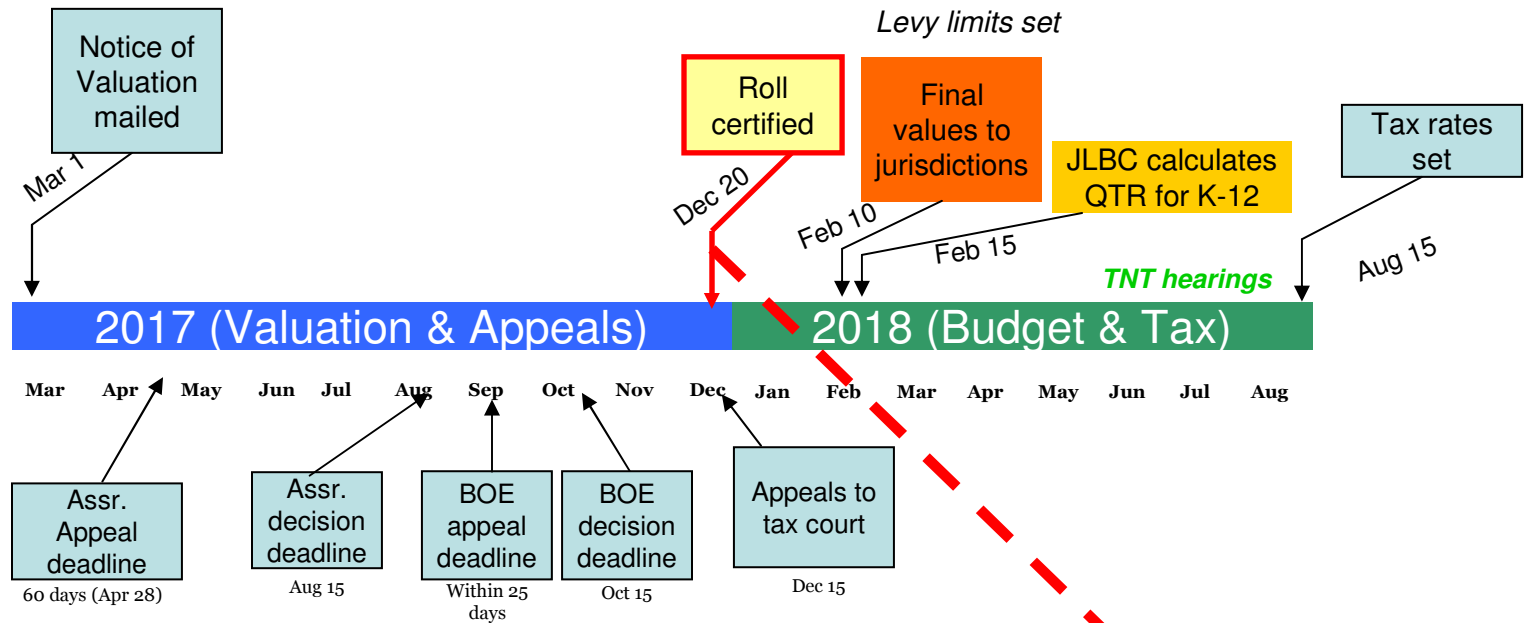 Levy limits set
Notice of
Valuation
mailed
Roll
certified
Final
values to
jurisdictions
JLBC calculates
QTR for K-12
Tax rates
set
Mar 1
Dec 20
Feb 10
Feb 15
Aug 15
TNT hearings
2017 (Valuation & Appeals)
2018 (Budget & Tax)
Mar Apr May Jun Jul Aug Sep Oct Nov Dec Jan Feb Mar Apr May Jun Jul Aug
Assr.
Appeal
deadline
60 days (Apr 28)
Assr.
decision
deadline
Aug 15
BOE
appeal
deadline
Within 25
days
BOE
decision
deadline
Oct 15
Appeals to
tax court
Dec 15